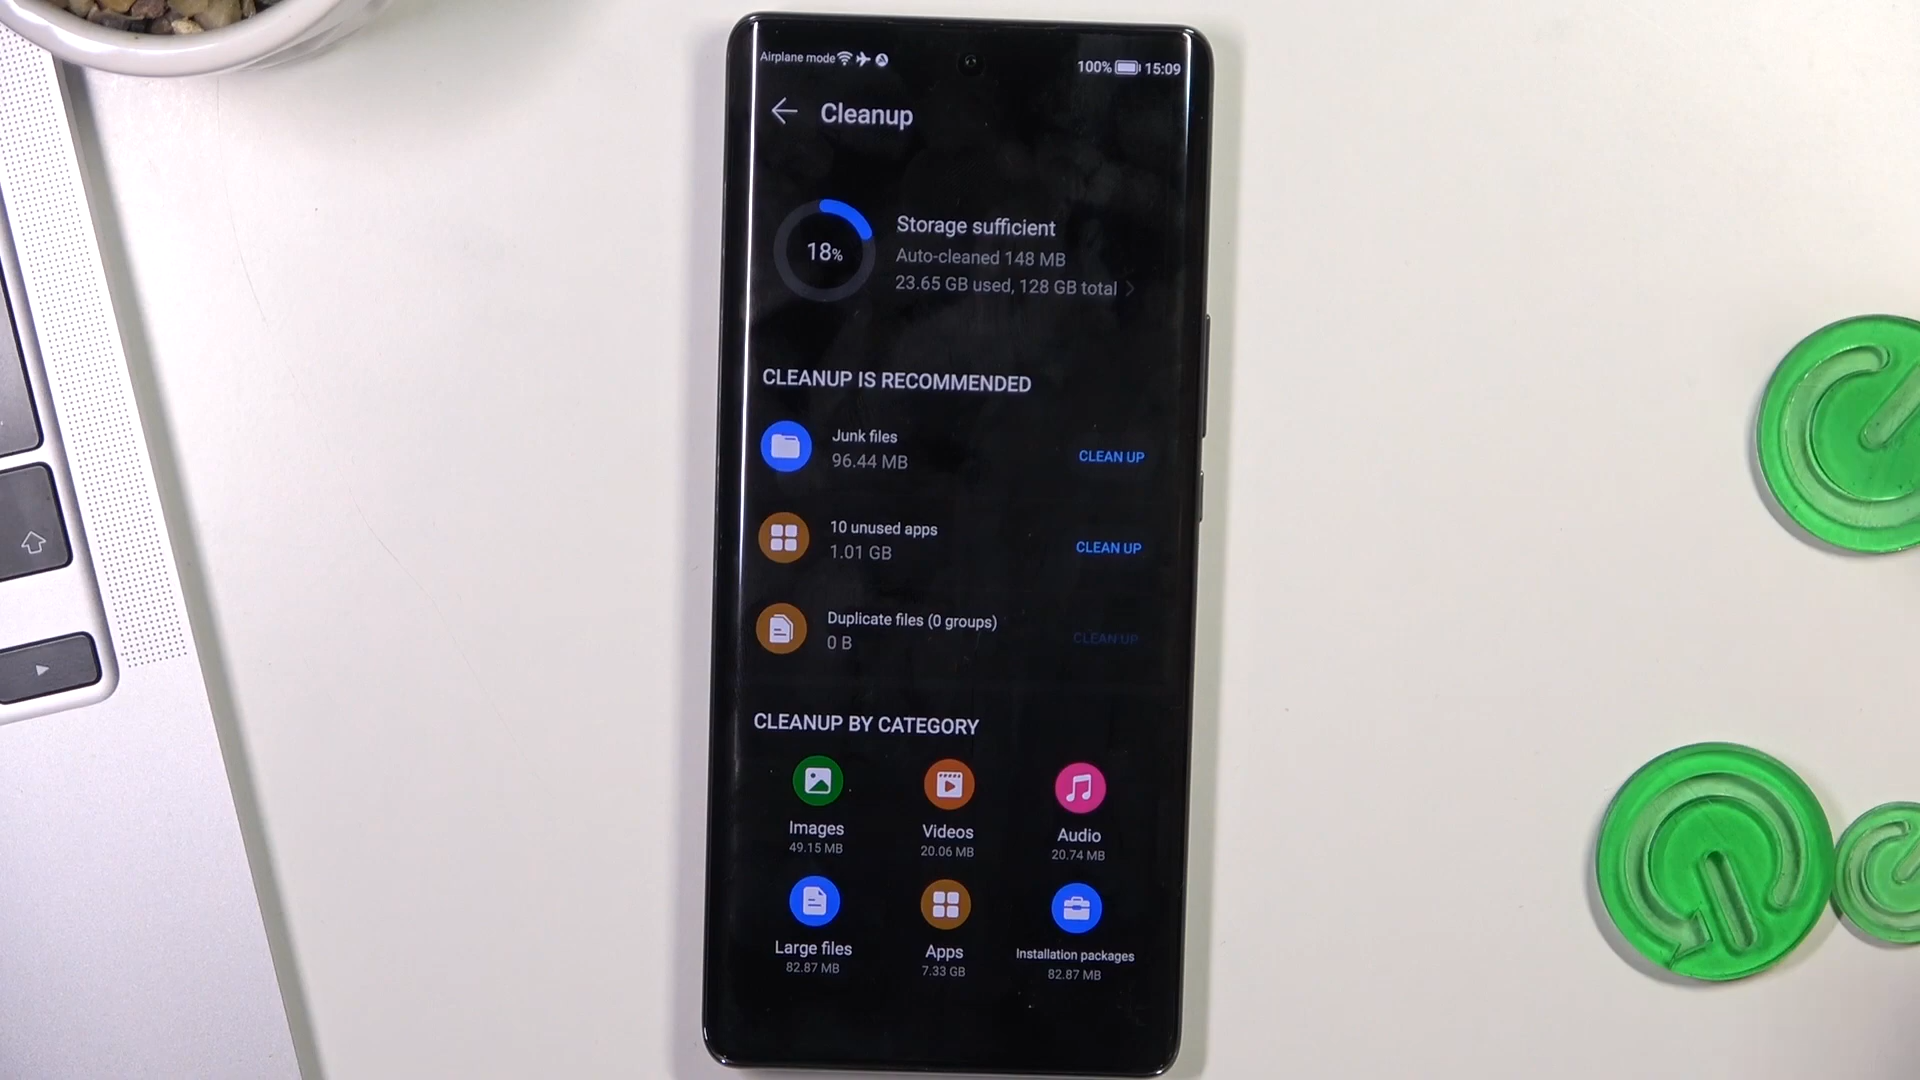 Airplane mode
100% 15:09
Cleanup
18%
Storage sufficient
Auto-cleaned 148 MB
23.65 GB used, 128 GB total
CLEANUP IS RECOMMENDED
Junk files
96.44 MB
CLEAN UP
10 unused apps
1.01 GB
CLEAN UP
Duplicate files (0 groups)
0 B
CLEAN UP
CLEANUP BY CATEGORY
Images
49.15 MB
Videos
20.06 MB
Audio
20.74 MB
Large files
82.87 MB
Apps
7.33 GB
Installation packages
82.87 MB